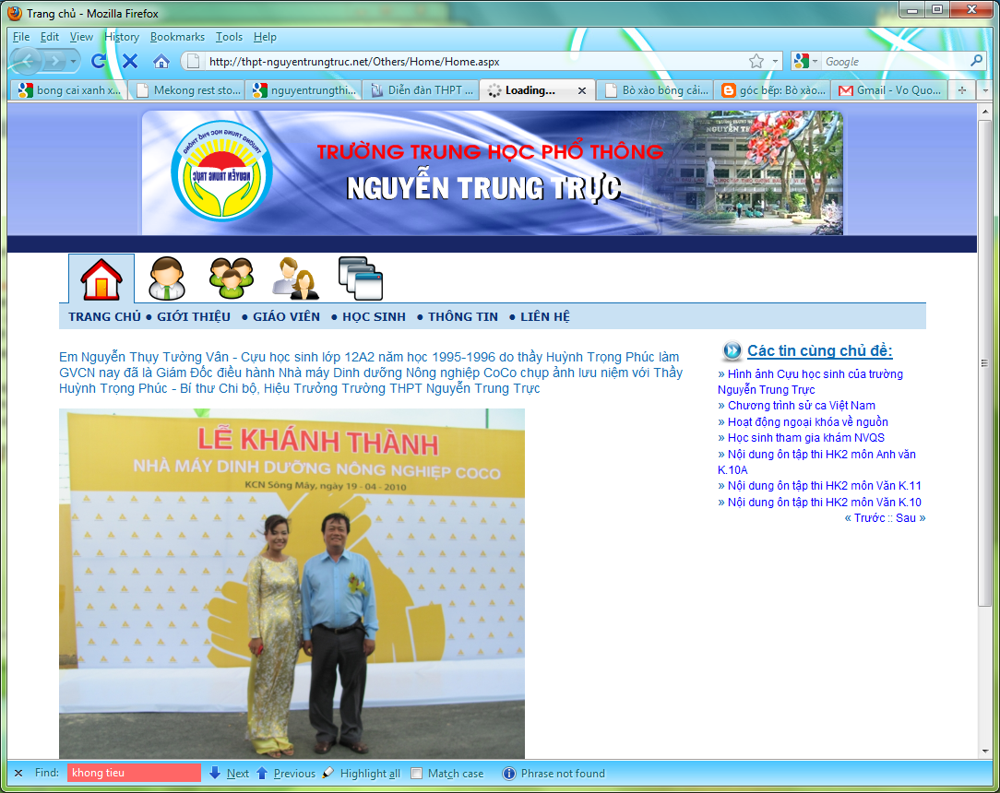 Trang chủ - Mozilla Firefox
File Edit View History Bookmarks Tools Help
http://thpt-nguyentrungtruc.net/Others/Home/Home.aspx
Google
bong cai xanh x...
Mekong rest sto...
nguyentrungthi...
Diễn đàn THPT ...
Loading...
Bò xào bông cải...
góc bếp: Bò xào...
Gmail - Vo Quo...
TRƯỜNG TRUNG HỌC PHỔ THÔNG
NGUYỄN TRUNG TRỰC
TRƯỜNG TRUNG HỌC PHỔ THÔNG
NGUYỄN TRUNG TRỰC
TRANG CHỦ • GIỚI THIỆU • GIÁO VIÊN • HỌC SINH • THÔNG TIN • LIÊN HỆ
Em Nguyễn Thụy Tường Vân - Cựu học sinh lớp 12A2 năm học 1995-1996 do thầy Huỳnh Trọng Phúc làm
GVCN nay đã là Giám Đốc điều hành Nhà máy Dinh dưỡng Nông nghiệp CoCo chụp ảnh lưu niệm với Thầy
Huỳnh Trọng Phúc - Bí thư Chi bộ, Hiệu Trưởng Trường THPT Nguyễn Trung Trực
LỄ KHÁNH THÀNH
NHÀ MÁY DINH DƯỠNG NÔNG NGHIỆP COCO
KCN Sông Mây, ngày 19 - 04 - 2010
Các tin cùng chủ đề:
» Hình ảnh Cựu học sinh của trường
Nguyễn Trung Trực
» Chương trình sử ca Việt Nam
» Hoạt động ngoại khóa về nguồn
» Học sinh tham gia khám NVQS
» Nội dung ôn tập thi HK2 môn Anh văn
K.10A
» Nội dung ôn tập thi HK2 môn Văn K.11
» Nội dung ôn tập thi HK2 môn Văn K.10
« Trước :: Sau »
Find: khong tieu Next Previous Highlight all Match case Phrase not found